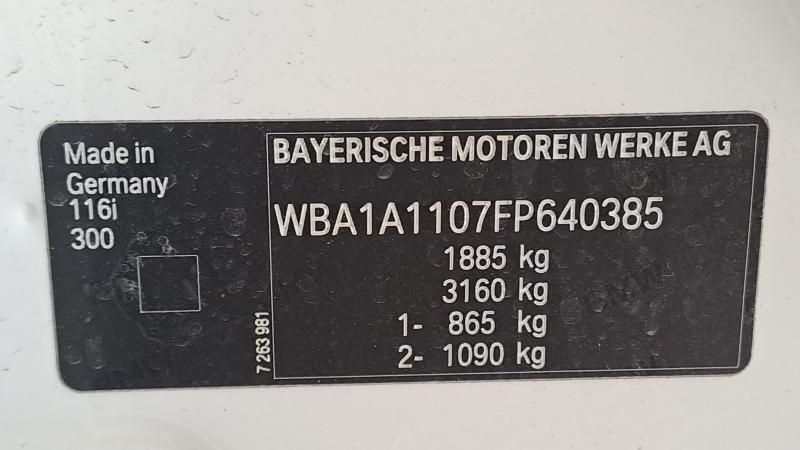 Made in
Germany
116i
300
7 263 981
BAYERISCHE MOTOREN WERKE AG
WBA1A1107FP640385
1885 kg
3160 kg
1- 865 kg
2- 1090 kg
BMW